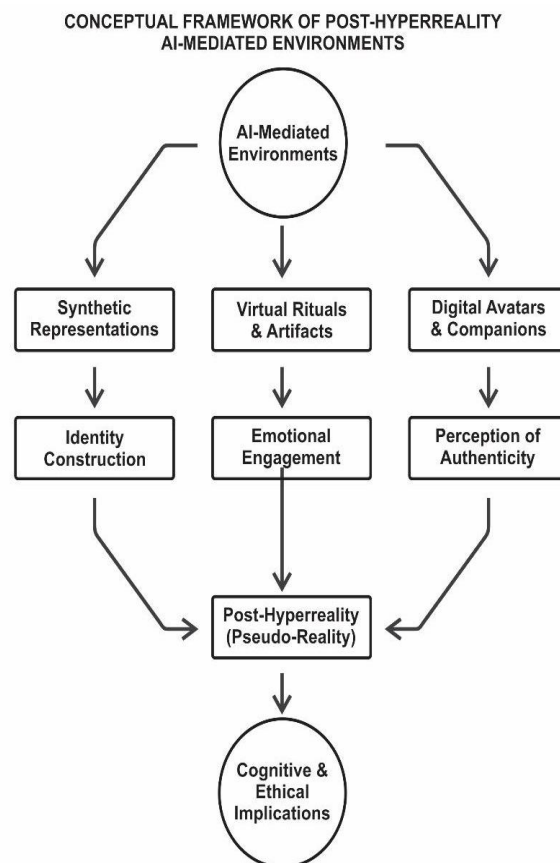 CONCEPTUAL FRAMEWORK OF POST-HYPERREALITY
AI-MEDIATED ENVIRONMENTS
AI-Mediated
Environments
Synthetic
Representations
Virtual Rituals
& Artifacts
Digital Avatars
& Companions
Identity
Construction
Emotional
Engagement
Perception of
Authenticity
Post-Hyperreality
(Pseudo-Reality)
Cognitive &
Ethical
Implications